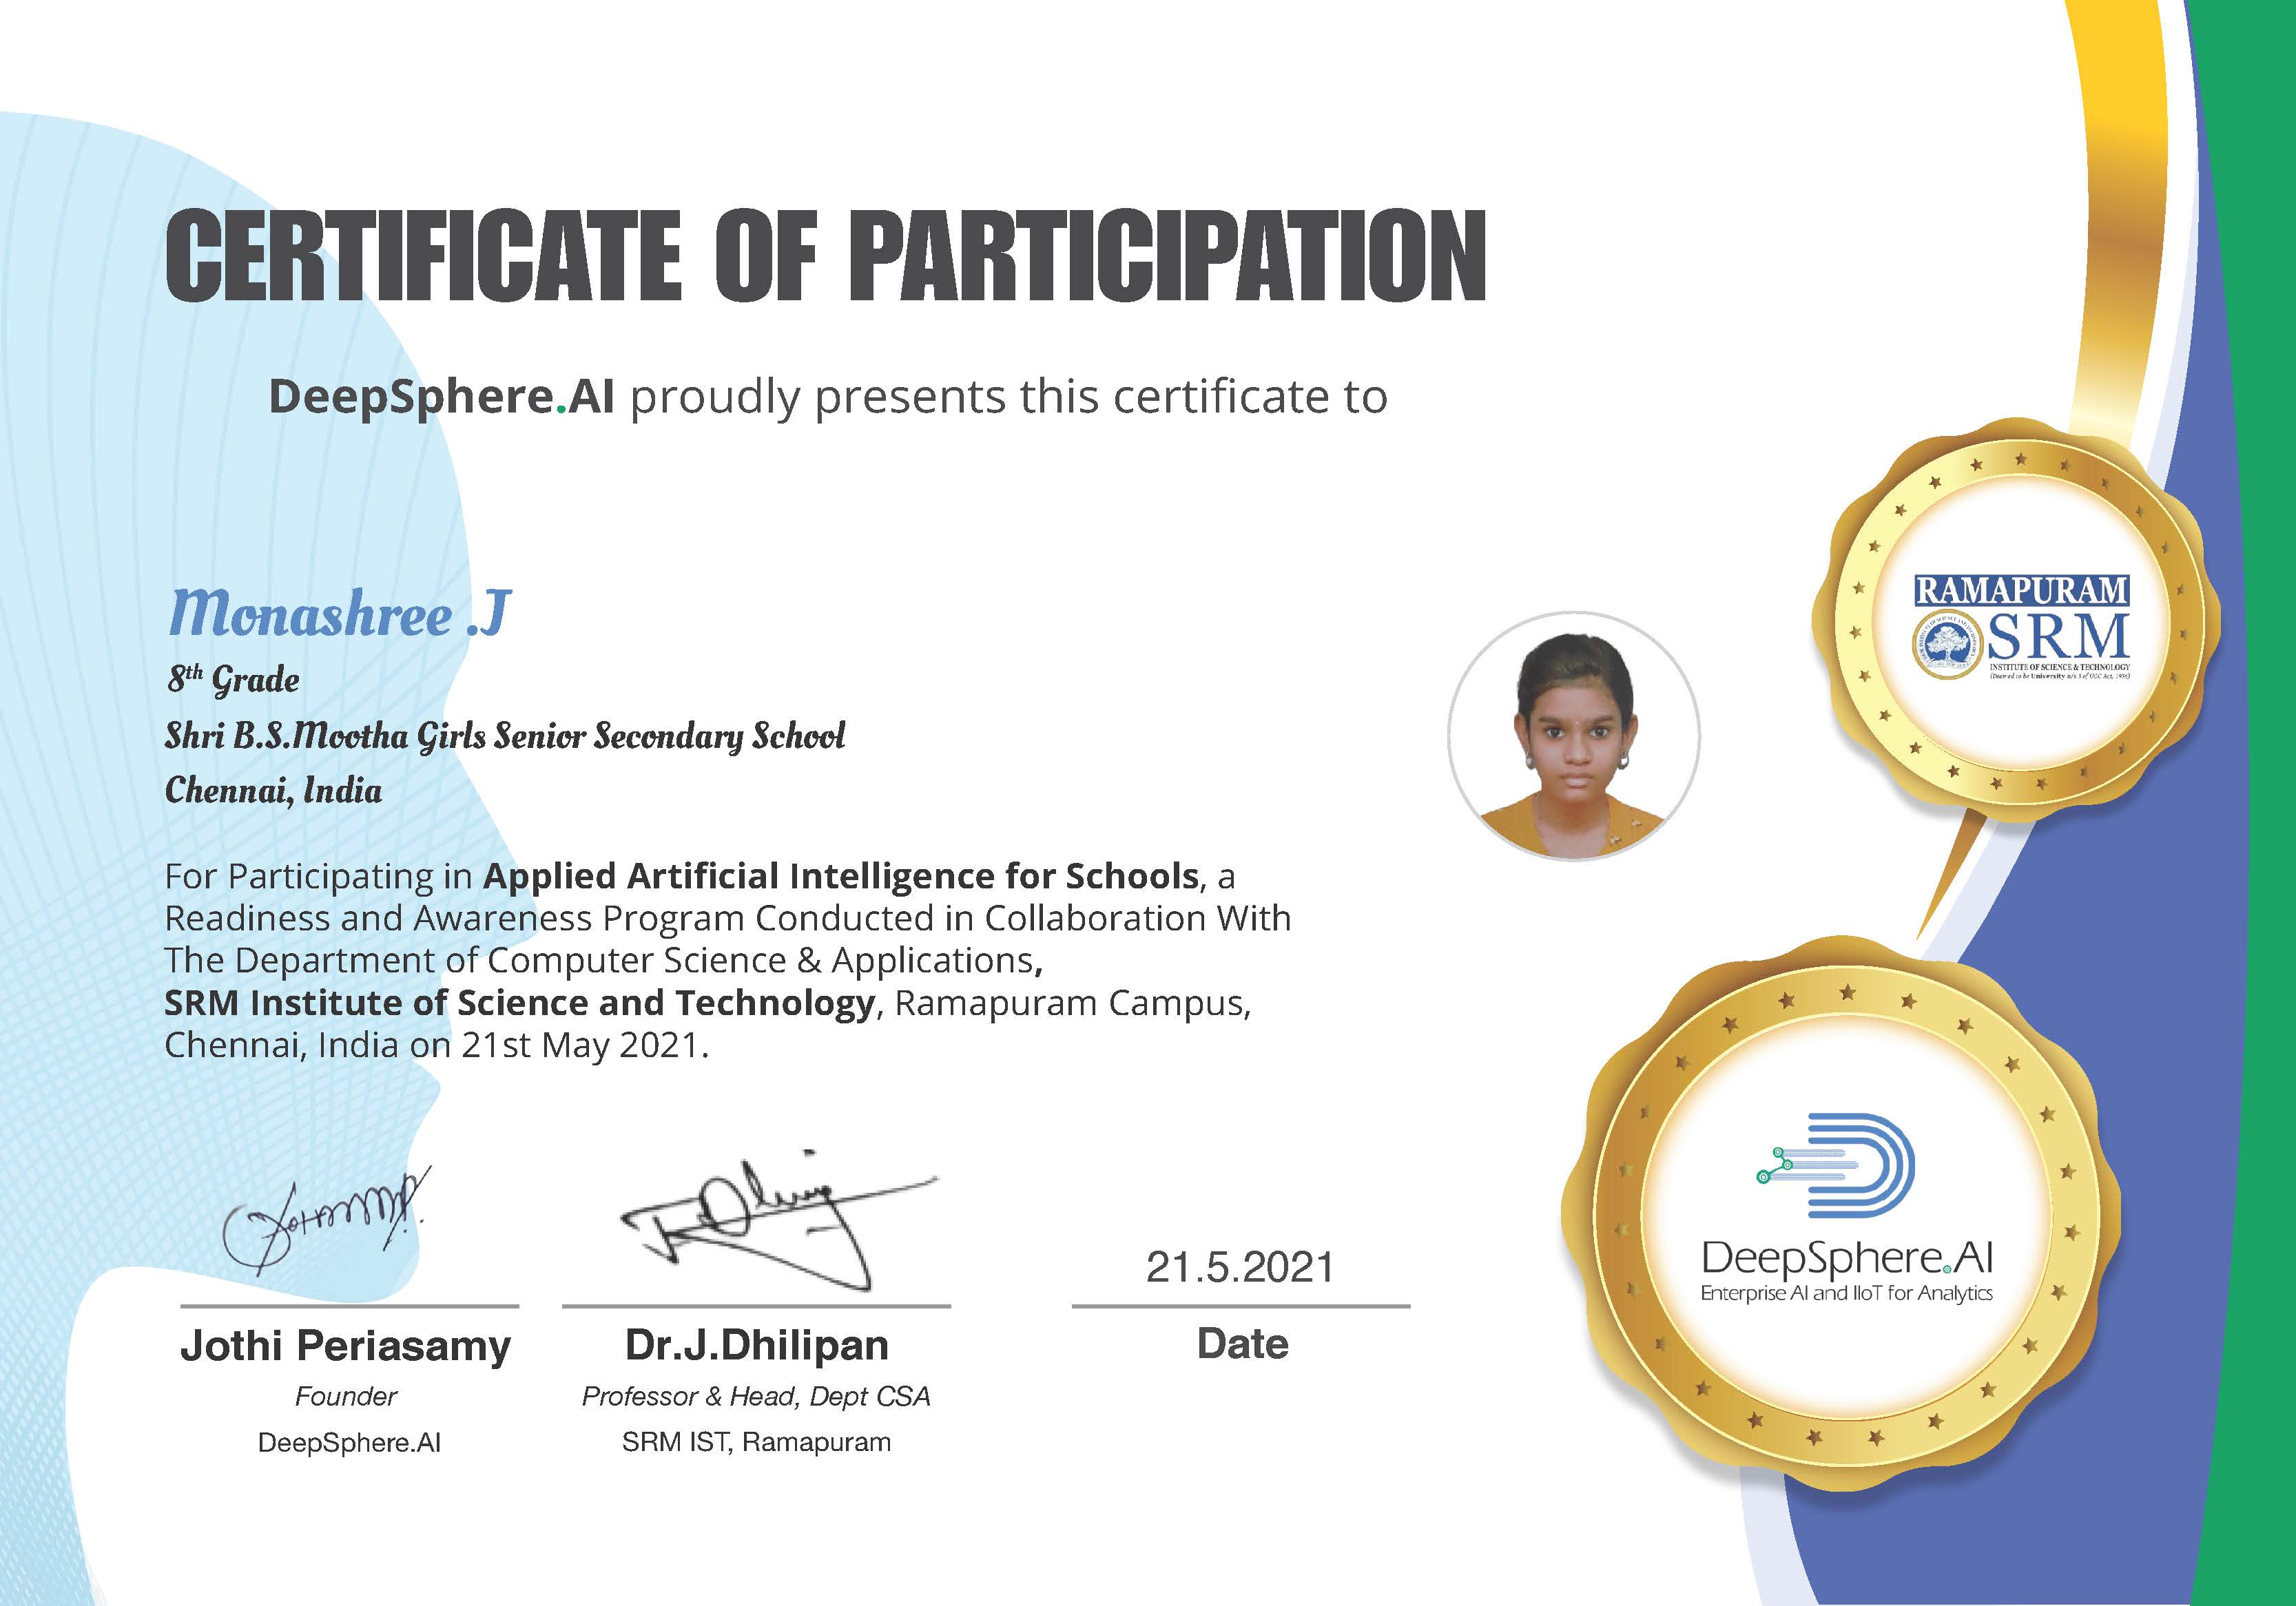 CERTIFICATE OF PARTICIPATION
DeepSphere.AI proudly presents this certificate to
Monashree .J
8th Grade
Shri B.S.Mootha Girls Senior Secondary School
Chennai, India
For Participating in Applied Artificial Intelligence for Schools, a
Readiness and Awareness Program Conducted in Collaboration With
The Department of Computer Science & Applications,
SRM Institute of Science and Technology, Ramapuram Campus,
Chennai, India on 21st May 2021.
Jothi Periasamy
Founder
DeepSphere.AI
Dr.J.Dhilipan
Professor & Head, Dept CSA
SRM IST, Ramapuram
21.5.2021
Date
RAMAPURAM
SRM
INSTITUTE OF SCIENCE & TECHNOLOGY
(Deemed to be University u/s 3 of UGC Act, 1956)
DeepSphere.AI
Enterprise AI and IIoT for Analytics